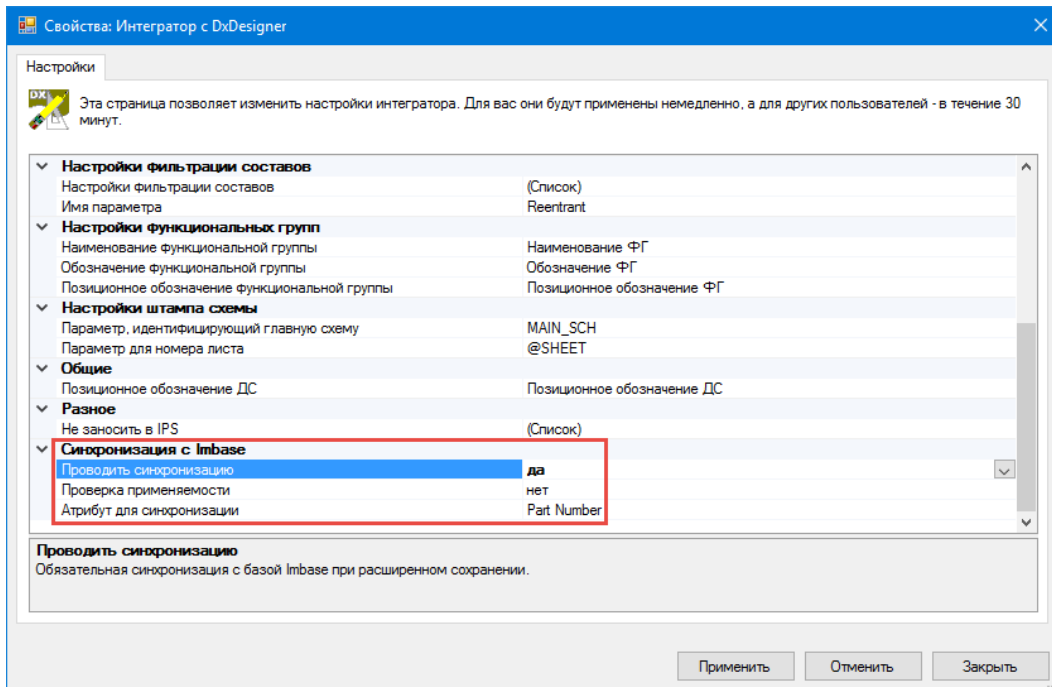 Свойства: Интегратор с DxDesigner
Настройки
DX
Эта страница позволяет изменить настройки интегратора. Для вас они будут применены немедленно, а для других пользователей - в течение 30
минут.
Настройки фильтрации составов
Настройки фильтрации составов (Список)
Имя параметра Reentrant
Настройки функциональных групп
Наименование функциональной группы Наименование ФГ
Обозначение функциональной группы Обозначение ФГ
Позиционное обозначение функциональной группы Позиционное обозначение ФГ
Настройки штампа схемы
Параметр, идентифицирующий главную схему MAIN_SCH
Параметр для номера листа @SHEET
Общие
Позиционное обозначение ДС Позиционное обозначение ДС
Разное
Не заносить в IPS (Список)
Синхронизация с Imbase
Проводить синхронизацию да
Проверка применяемости нет
Атрибут для синхронизации Part Number
Проводить синхронизацию
Обязательная синхронизация с базой Imbase при расширенном сохранении.
Применить Отменить Закрыть